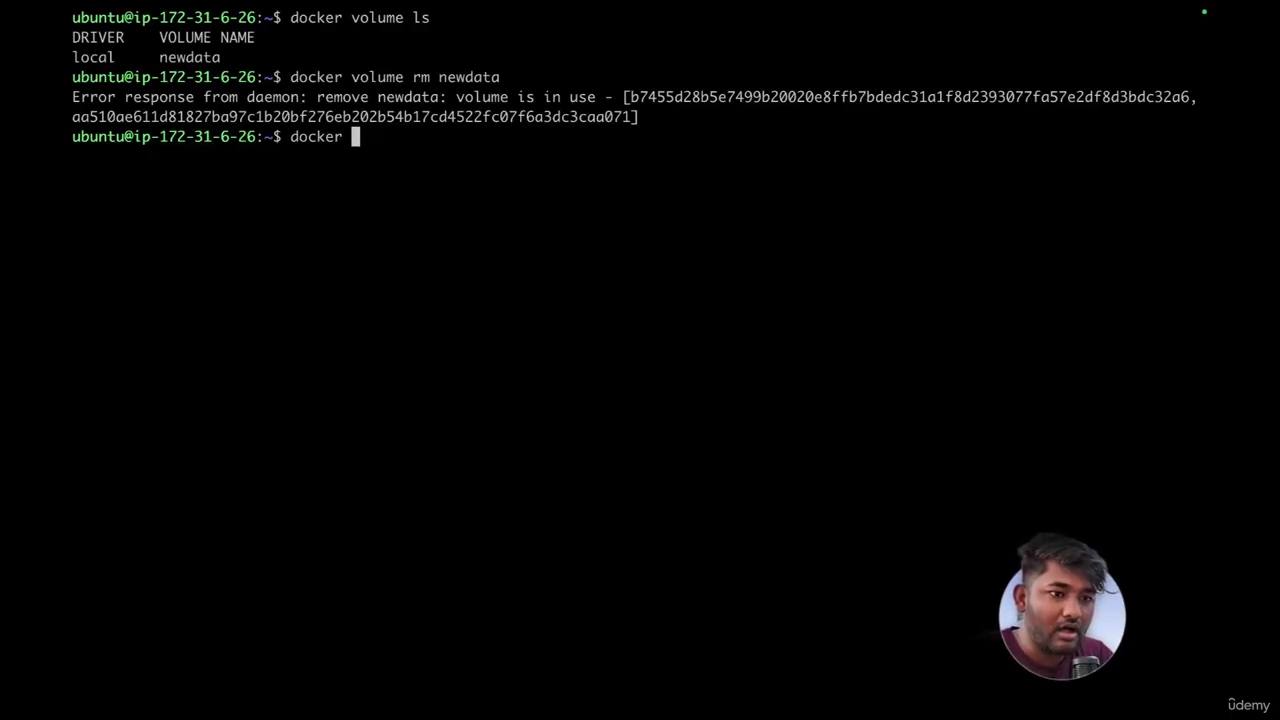 ubuntu@ip-172-31-6-26:~$ docker volume ls
DRIVER    VOLUME NAME
local     newdata
ubuntu@ip-172-31-6-26:~$ docker volume rm newdata
Error response from daemon: remove newdata: volume is in use - [b7455d28b5e7499b20020e8ffb7bdedc31a1f8d2393077fa57e2df8d3bdc32a6,
aa510ae611d81827ba97c1b20bf276eb202b54b17cd4522fc07f6a3dc3caa071]
ubuntu@ip-172-31-6-26:~$ docker
ûdemy